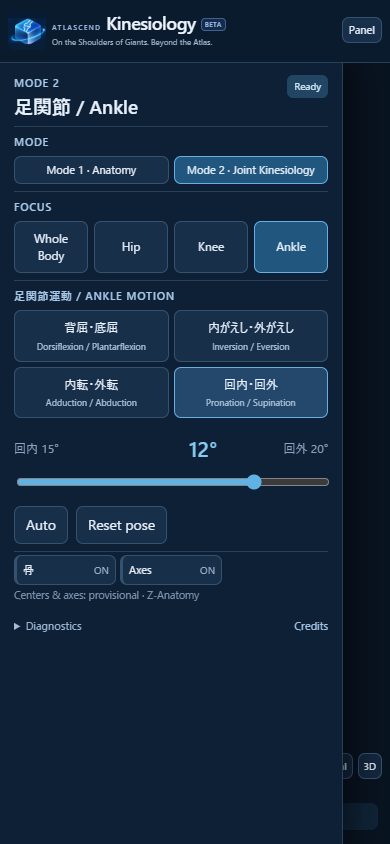 ATLASCEND Kinesiology BETA
On the Shoulders of Giants. Beyond the Atlas.
Panel
MODE 2
Ready
足関節 / Ankle
MODE
Mode 1 · Anatomy
Mode 2 · Joint Kinesiology
FOCUS
Whole
Body
Hip
Knee
Ankle
足関節運動 / ANKLE MOTION
背屈・底屈
Dorsiflexion / Plantarflexion
内がえし・外がえし
Inversion / Eversion
内転・外転
Adduction / Abduction
回内・回外
Pronation / Supination
回内 15°
12°
回外 20°
Auto
Reset pose
骨 ON
Axes ON
Centers & axes: provisional · Z-Anatomy
▶ Diagnostics
Credits
3D